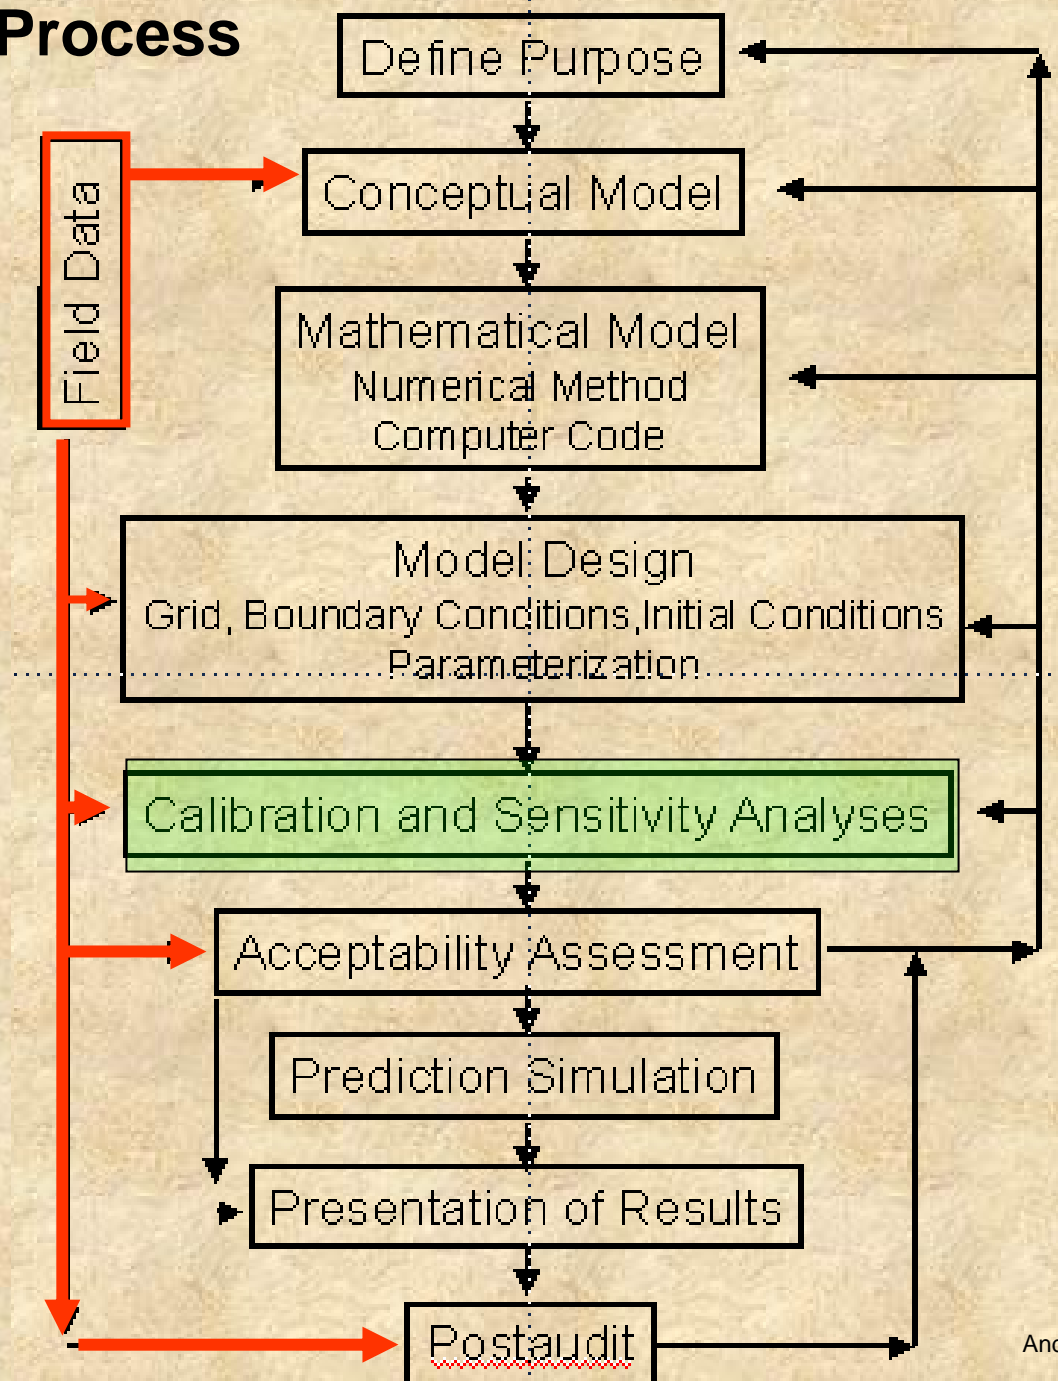 Process
Define Purpose
Field Data
Conceptual Model
Mathematical Model
Numerical Method
Computer Code
Model Design
Grid, Boundary Conditions,Initial Conditions
Parameterization
Calibration and Sensitivity Analyses
Acceptability Assessment
Prediction Simulation
Presentation of Results
Postaudit